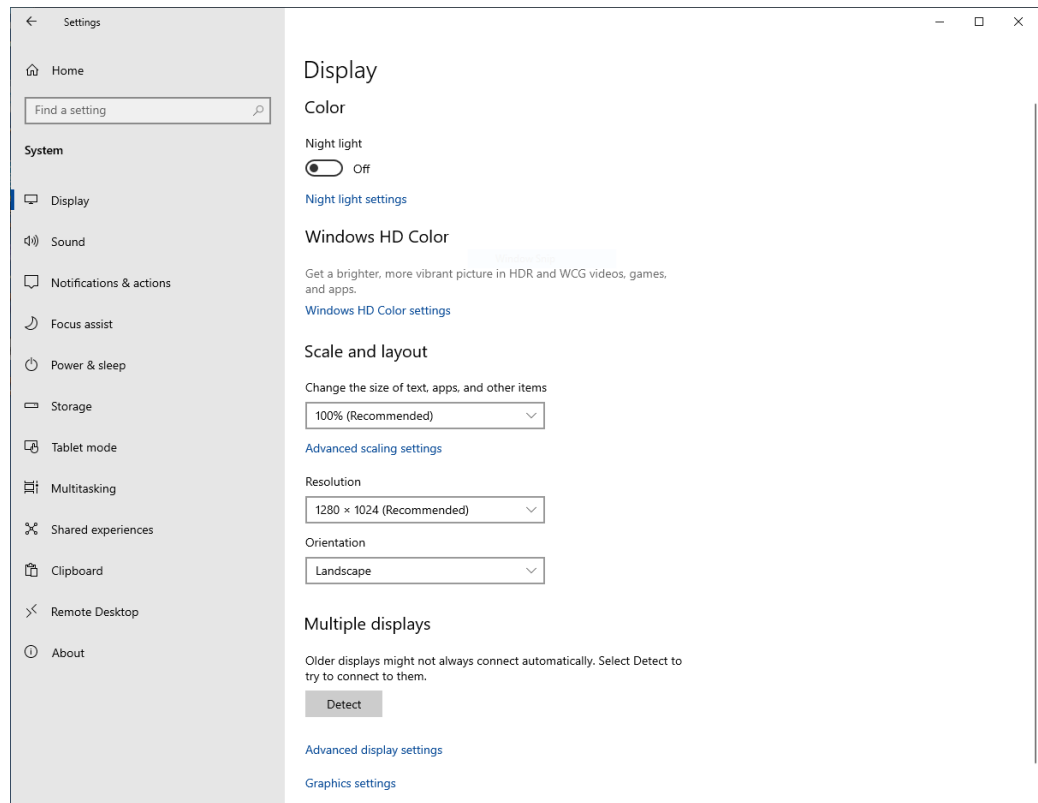 Settings
Home
Find a setting
System
Display
Sound
Notifications & actions
Focus assist
Power & sleep
Storage
Tablet mode
Multitasking
Shared experiences
Clipboard
Remote Desktop
About
Display
Color
Night light
Off
Night light settings
Windows HD Color
Get a brighter, more vibrant picture in HDR and WCG videos, games,
and apps.
Windows HD Color settings
Scale and layout
Change the size of text, apps, and other items
100% (Recommended)
Advanced scaling settings
Resolution
1280 × 1024 (Recommended)
Orientation
Landscape
Multiple displays
Older displays might not always connect automatically. Select Detect to
try to connect to them.
Detect
Advanced display settings
Graphics settings